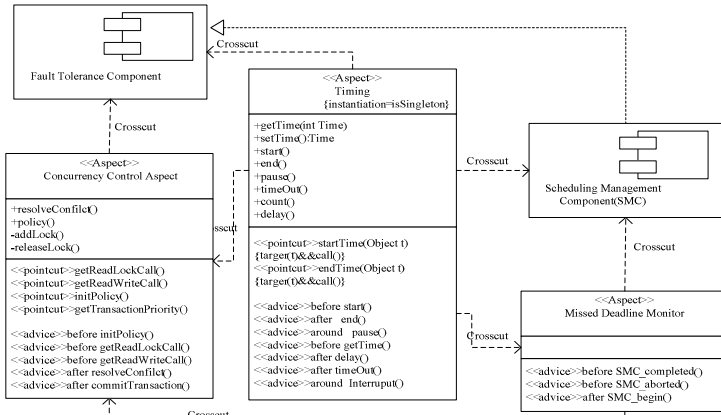 Fault Tolerance Component
Crosscut
Crosscut
<<Aspect>>
Concurrency Control Aspect
+resolveConfilct()
+policy()
-addLock()
-releaseLock()
<<pointcut>>getReadLockCall()
<<pointcut>>getReadWriteCall()
<<pointcut>>initPolicy()
<<pointcut>>getTransactionPriority()
<<advice>>before initPolicy()
<<advice>>before getReadLockCall()
<<advice>>before getReadWriteCall()
<<advice>>after resolveConfilct()
<<advice>>after commitTransaction()
<<Aspect>>
Timing
{instantiation=isSingleton}
+getTime(int Time)
+setTime():Time
+start()
+end()
+pause()
+timeOut()
+count()
+delay()
<<pointcut>>startTime(Object t)
{targer(t)&&call()}
<<pointcut>>endTime(Object t)
{targer(t)&&call()}
<<advice>>before start()
<<advice>>after end()
<<advice>>around pause()
<<advice>>before getTime()
<<advice>>after delay()
<<advice>>after timeOut()
<<advice>>around Interruput()
Crosscut
Scheduling Management
Component(SMC)
Crosscut
Crosscut
<<Aspect>>
Missed Deadline Monitor
<<advice>>before SMC_completed()
<<advice>>before SMC_aborted()
<<advice>>after SMC_begin()